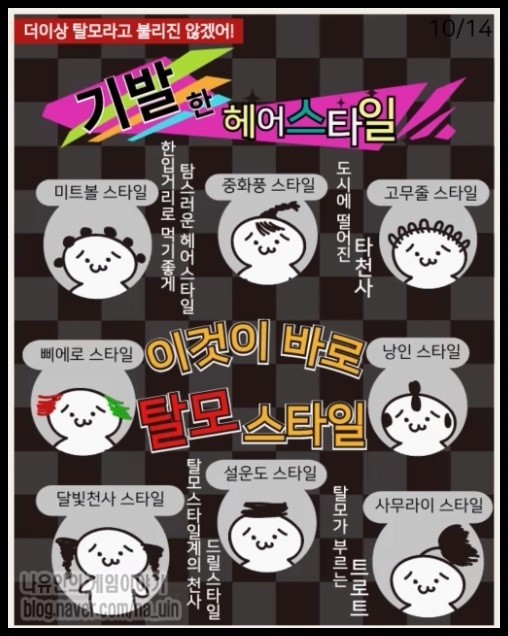 더이상 탈모라고 불리진 않겠어!
10/14
기발한 헤어스타일
미트볼 스타일
한입거리로 먹기좋게
탐스러운 헤어스타일
중화풍 스타일
도시에 떨어진
타천사
고무줄 스타일
삐에로 스타일
이것이 바로
탈모 스타일
낭인 스타일
달빛천사 스타일
탈모스타일계의 천사
드릴스타일
설운도 스타일
탈모가 부르는
트로트
사무라이 스타일
나유인의 게임이야기
blog.naver.com/na_uin